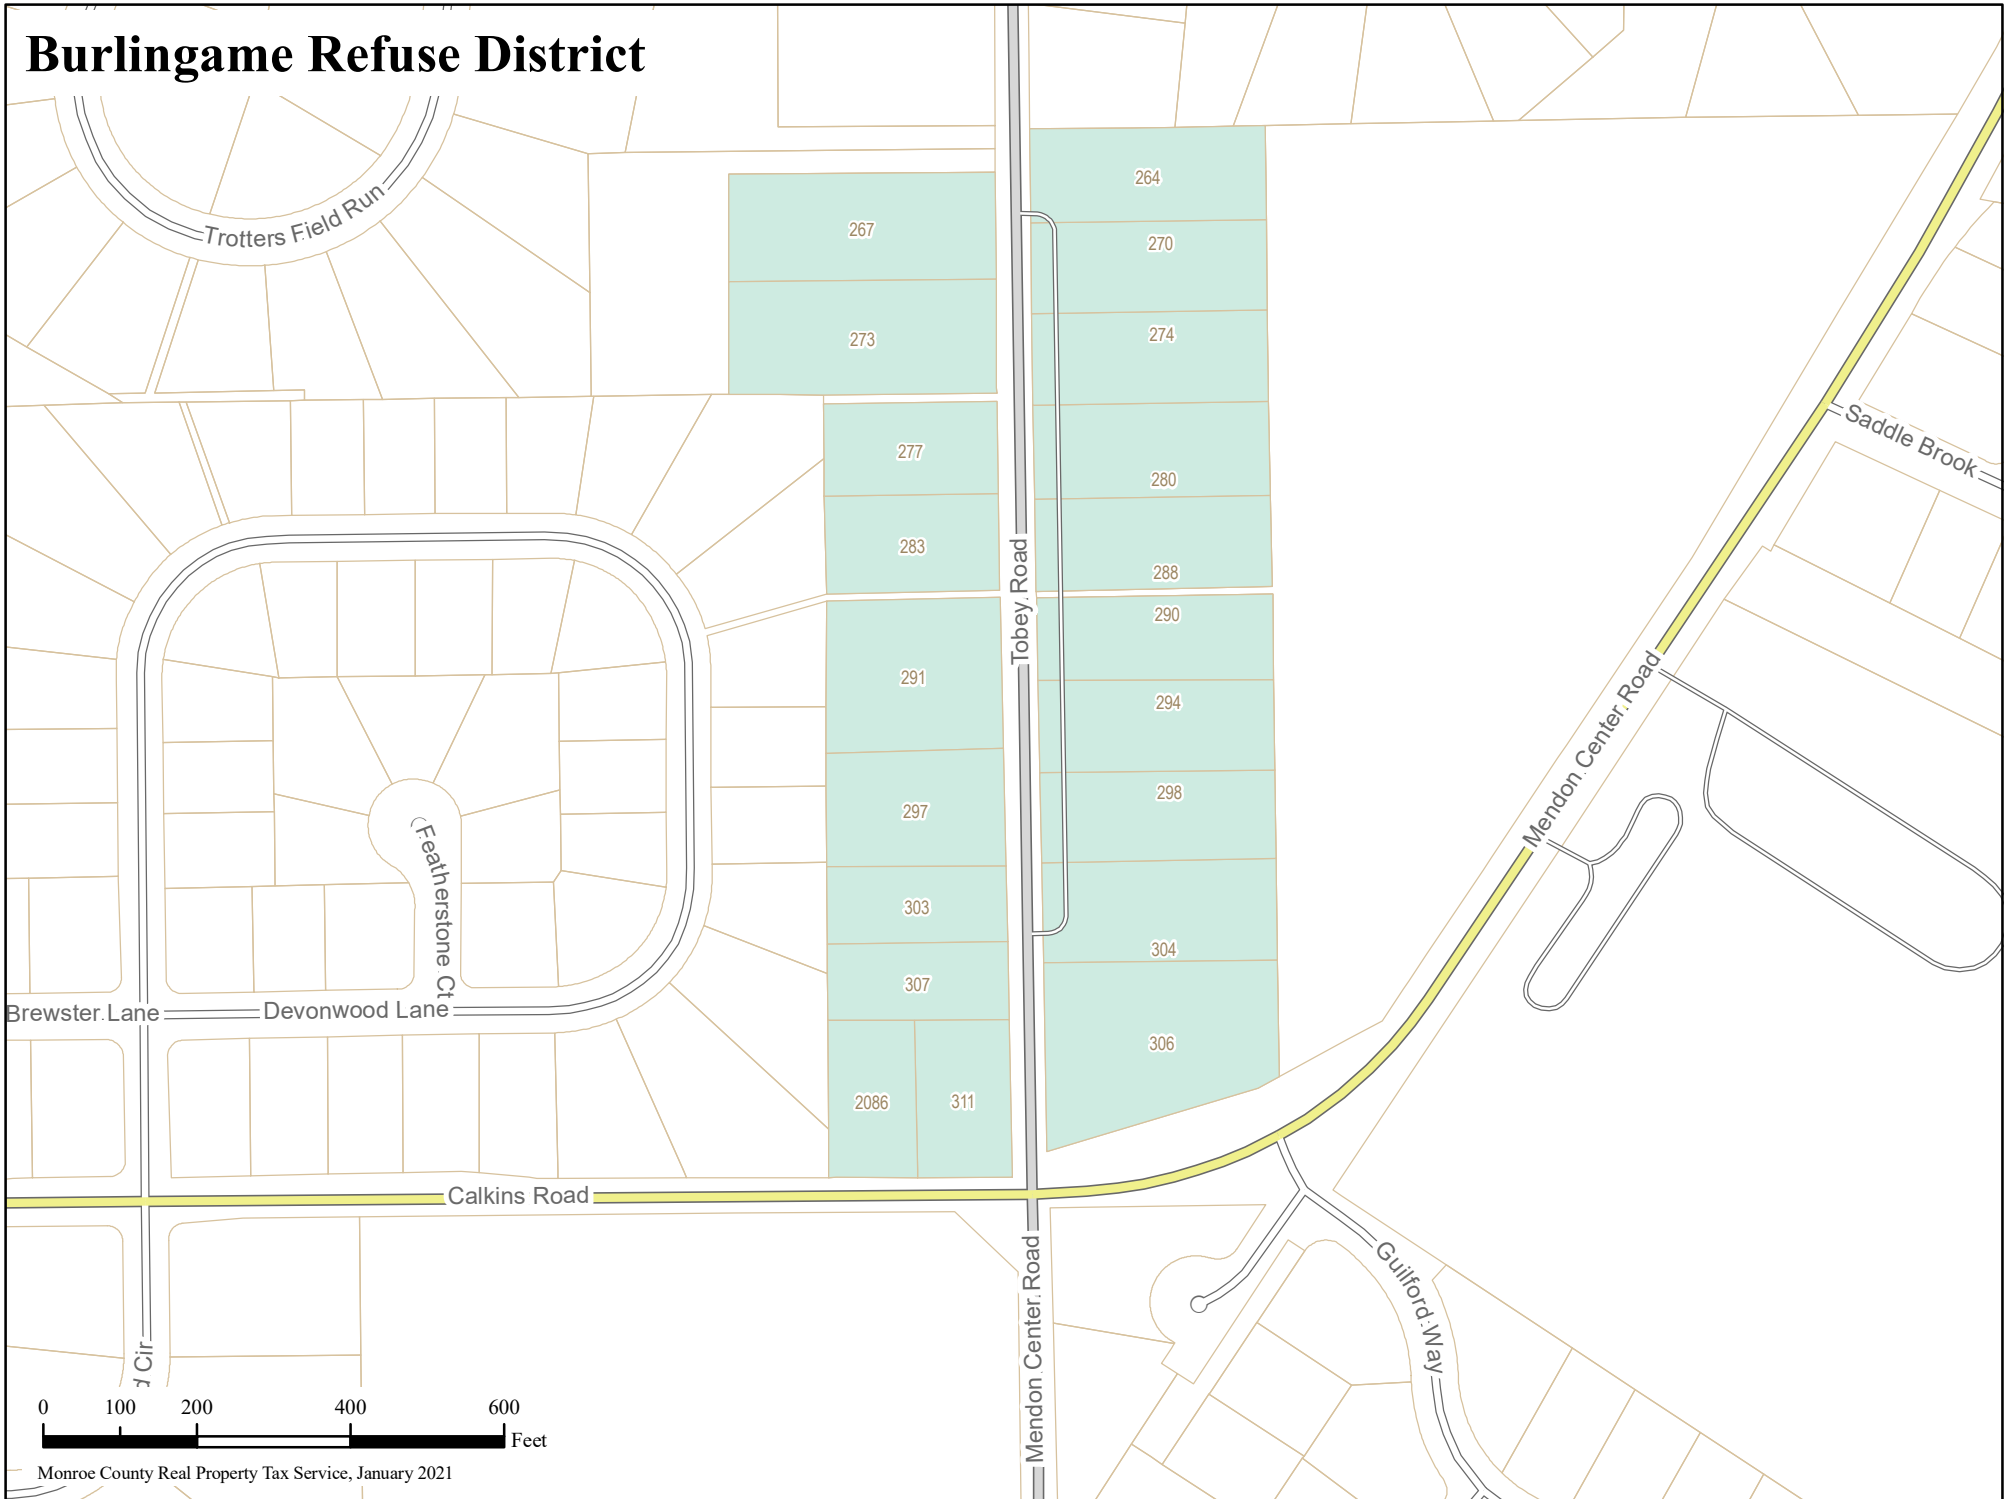 Burlingame Refuse District
Trotters Field Run
264
267
270
274
273
Saddle Brook
277
280
283
288
Tobey Road
290
291
294
Mendon Center Road
298
297
Featherstone Ct
303
304
307
Brewster Lane
Devonwood Lane
306
2086
311
Calkins Road
Mendon Center Road
Guilford Way
d Cir
0 100 200 400 600
Feet
Monroe County Real Property Tax Service, January 2021